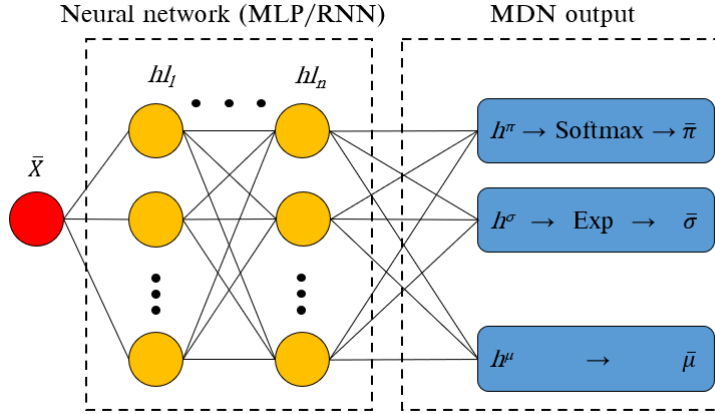 Neural network (MLP/RNN)
MDN output
hl₁
hlₙ
X̄
h^π → Softmax → π̄
h^σ → Exp → σ̄
h^μ → μ̄